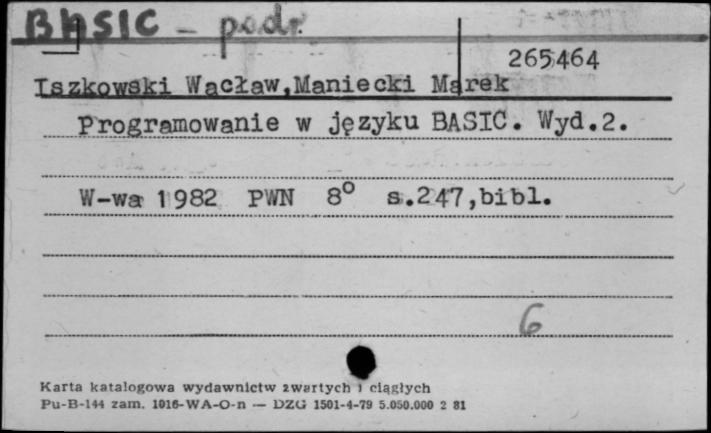 BASIC - podr.
265464
Iszkowski Wacław,Maniecki Marek
Programowanie w języku BASIC. Wyd.2.
W-wa 1982 PWN 8° s.247,bibl.
6
Karta katalogowa wydawnictw zwartych i ciągłych
Pu-B-144 zam. 1016-WA-O-n — DZG 1501-4-79 5.050.000 2 81